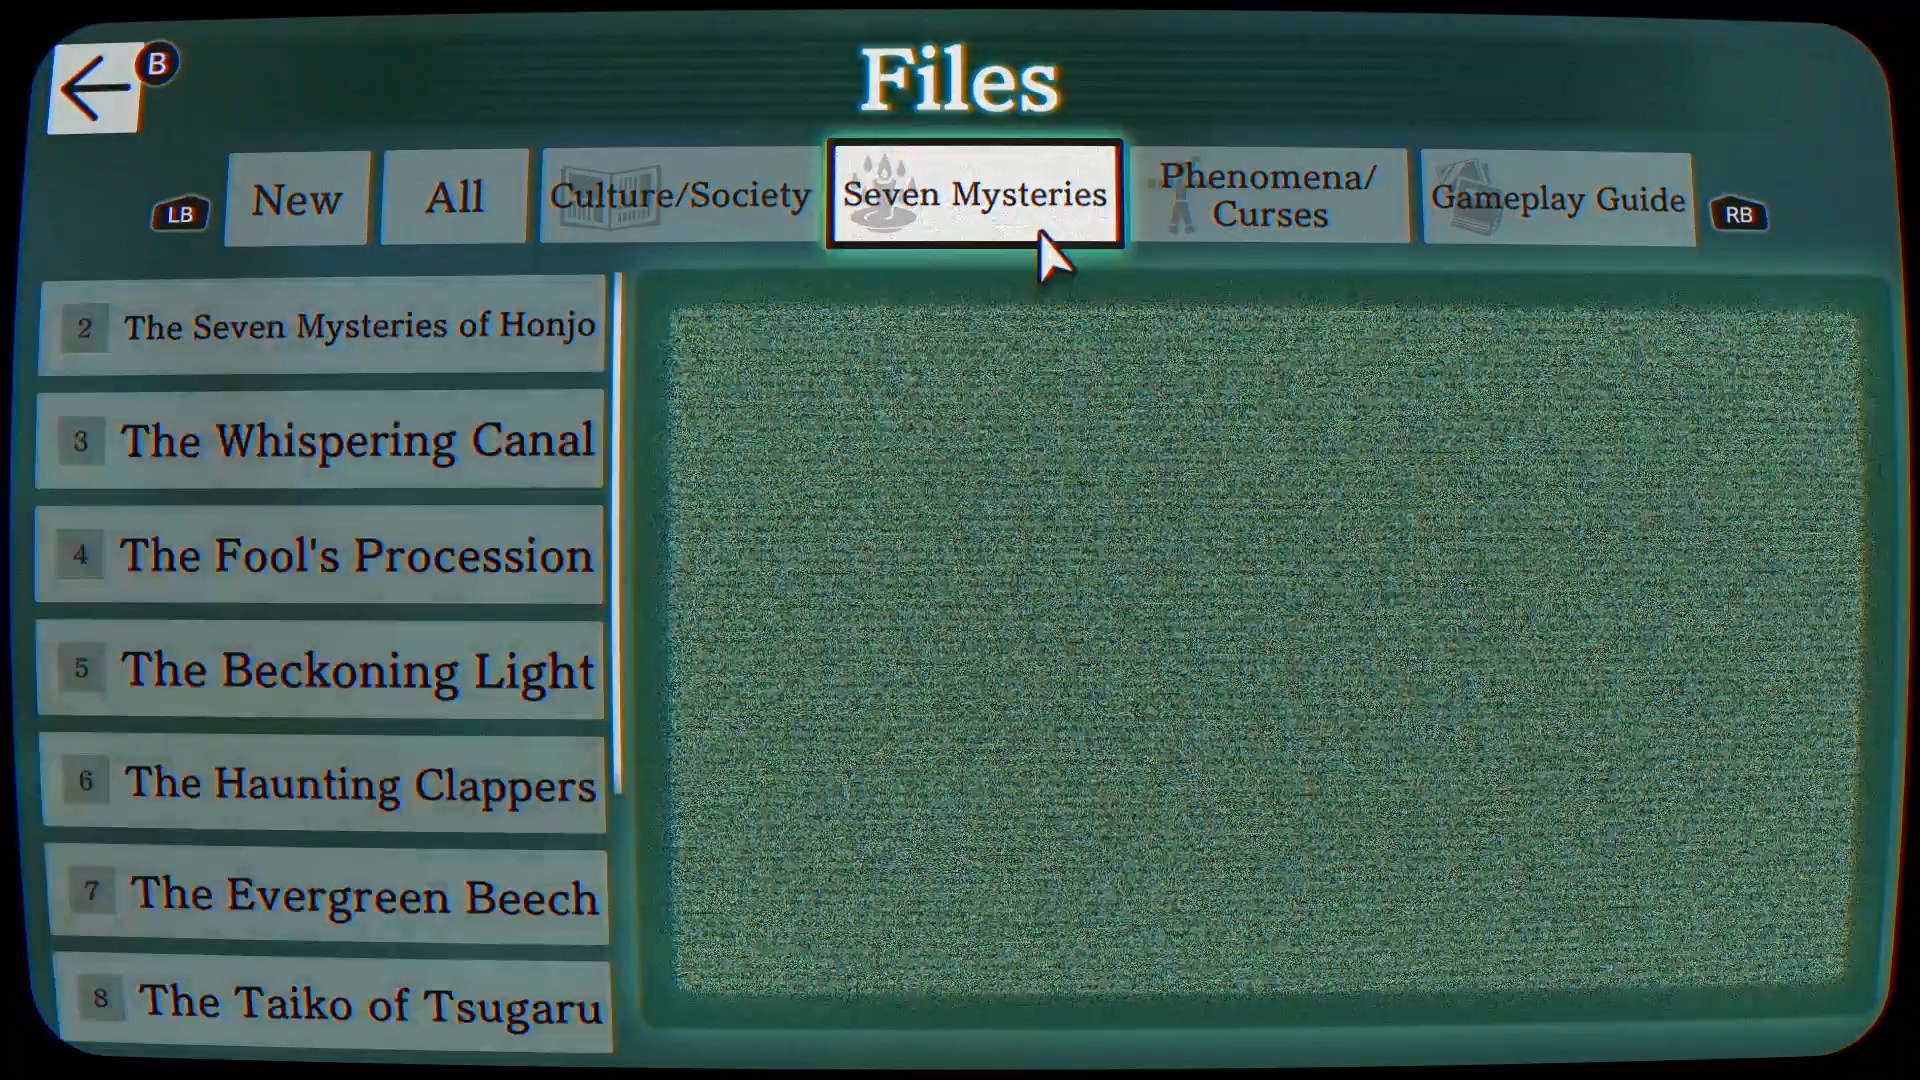 B
Files
LB
New
All
Culture/Society
Seven Mysteries
Phenomena/
Curses
Gameplay Guide
RB
2 The Seven Mysteries of Honjo
3 The Whispering Canal
4 The Fool's Procession
5 The Beckoning Light
6 The Haunting Clappers
7 The Evergreen Beech
8 The Taiko of Tsugaru